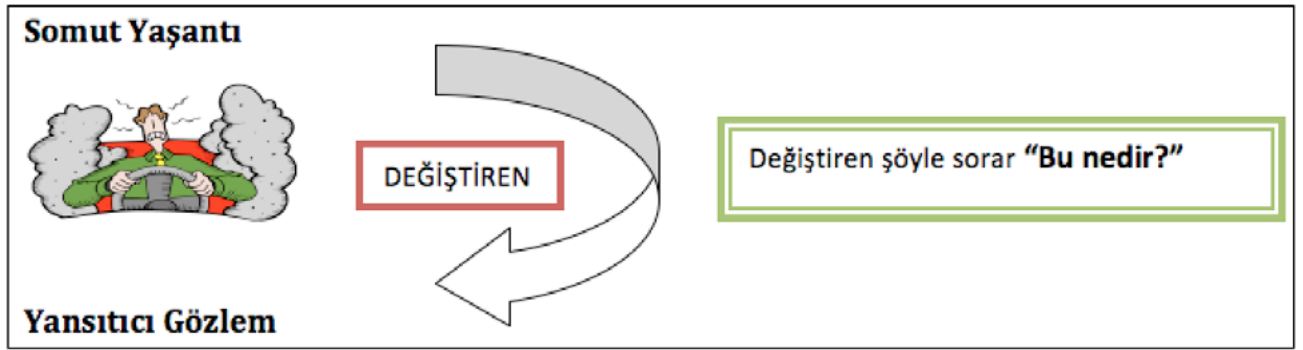 Somut Yaşantı
DEĞİŞTİREN
Değiştiren şöyle sorar “Bu nedir?”
Yansıtıcı Gözlem